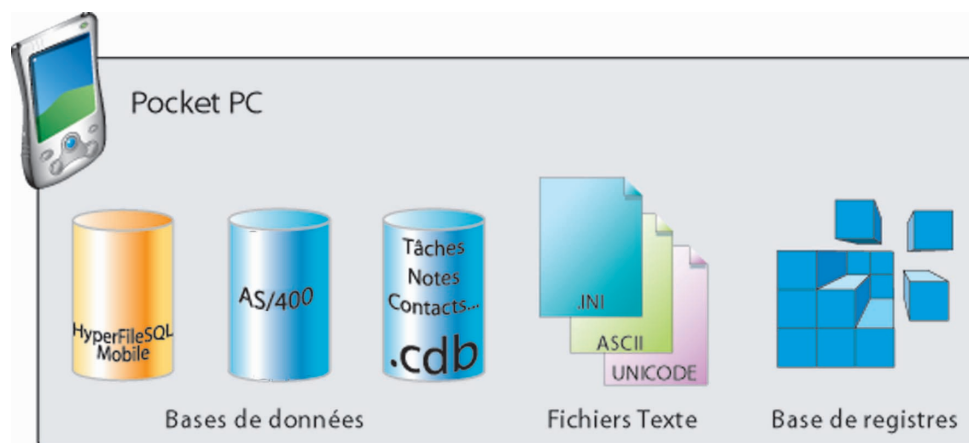 Pocket PC
HyperFileSQL
Mobile
AS/400
Tâches
Notes
Contacts...
.cdb
.INI
ASCII
UNICODE
Bases de données
Fichiers Texte
Base de registres